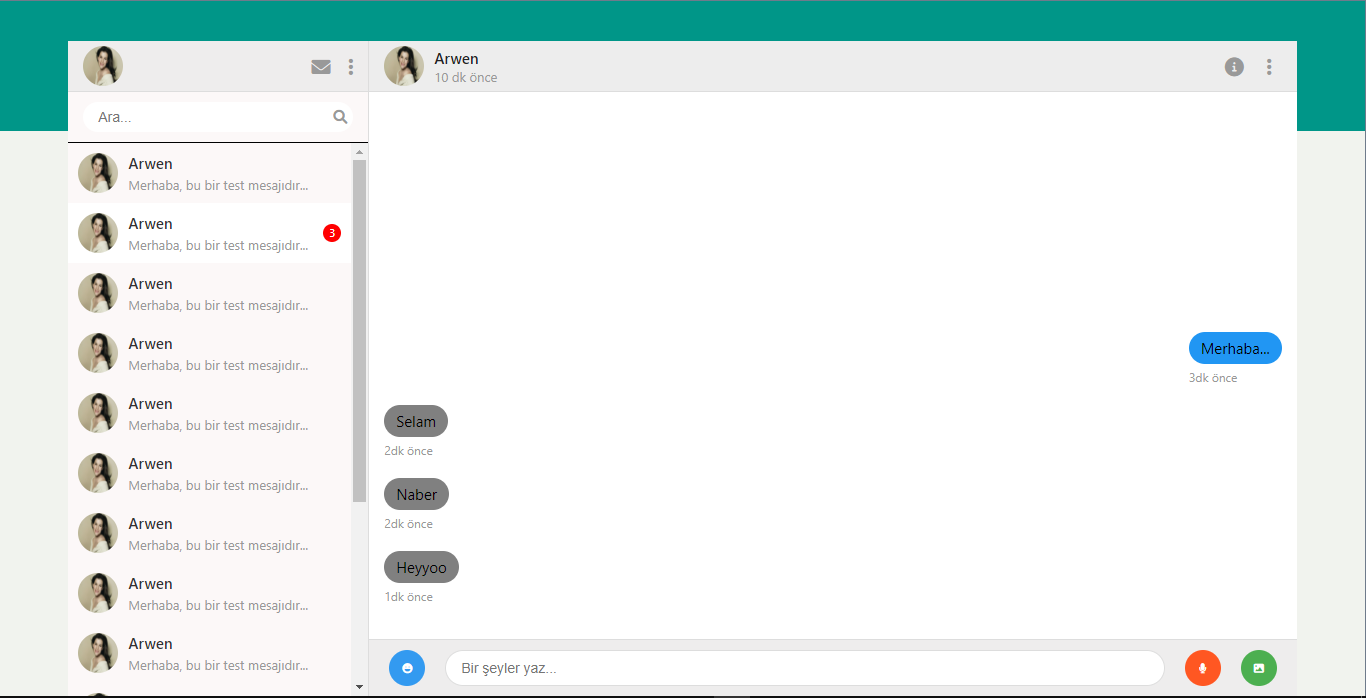 Ara...
Arwen
Merhaba, bu bir test mesajıdır...
Arwen
Merhaba, bu bir test mesajıdır...
3
Arwen
Merhaba, bu bir test mesajıdır...
Arwen
Merhaba, bu bir test mesajıdır...
Arwen
Merhaba, bu bir test mesajıdır...
Arwen
Merhaba, bu bir test mesajıdır...
Arwen
Merhaba, bu bir test mesajıdır...
Arwen
Merhaba, bu bir test mesajıdır...
Arwen
Merhaba, bu bir test mesajıdır...
Arwen
10 dk önce
Merhaba...
3dk önce
Selam
2dk önce
Naber
2dk önce
Heyyoo
1dk önce
Bir şeyler yaz...